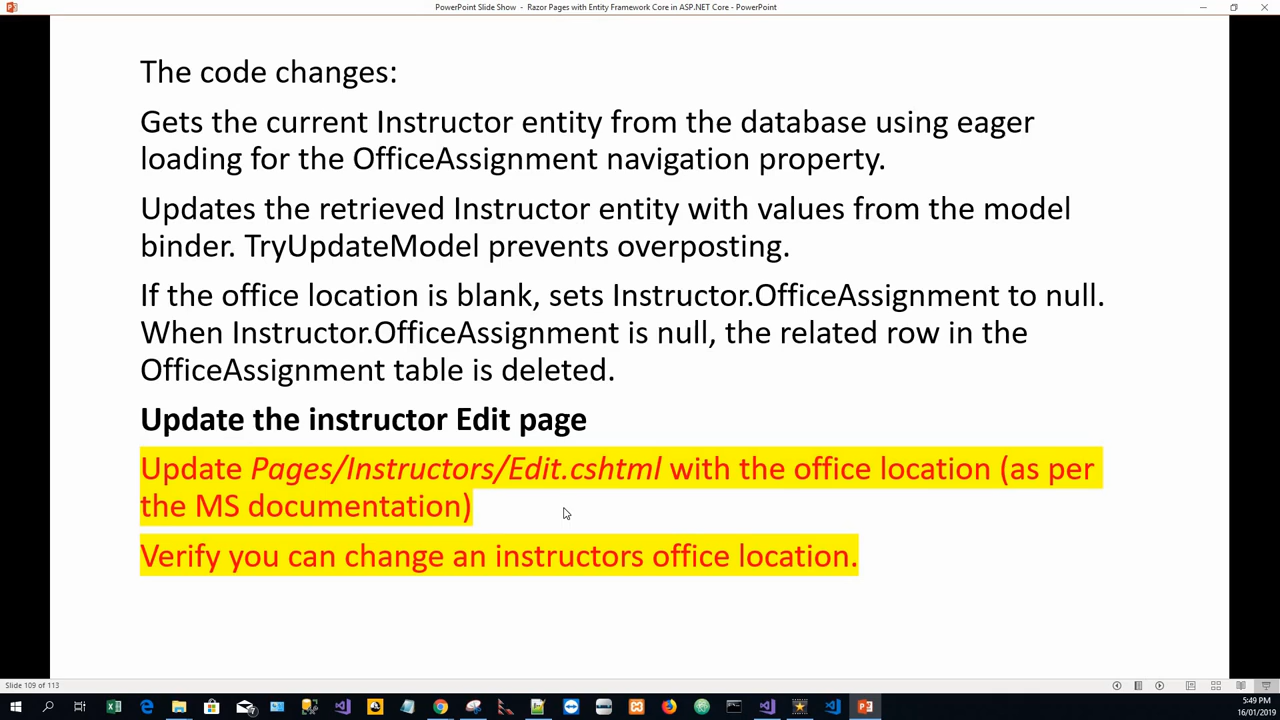 PowerPoint Slide Show - Razor Pages with Entity Framework Core in ASP.NET Core - PowerPoint
The code changes:
Gets the current Instructor entity from the database using eager
loading for the OfficeAssignment navigation property.
Updates the retrieved Instructor entity with values from the model
binder. TryUpdateModel prevents overposting.
If the office location is blank, sets Instructor.OfficeAssignment to null.
When Instructor.OfficeAssignment is null, the related row in the
OfficeAssignment table is deleted.
Update the instructor Edit page
Update Pages/Instructors/Edit.cshtml with the office location (as per
the MS documentation)
Verify you can change an instructors office location.
Slide 109 of 113
5:49 PM
16/01/2019